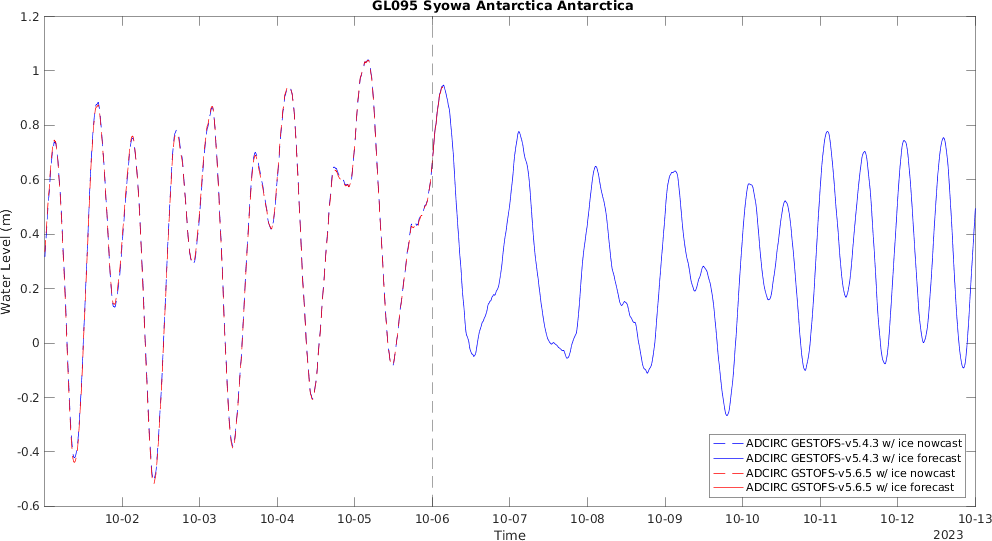 GL095 Syowa Antarctica Antarctica
1.2
1
0.8
0.6
0.4
0.2
0
-0.2
-0.4
-0.6
Water Level (m)
ADCIRC GESTOFS-v5.4.3 w/ ice nowcast
ADCIRC GESTOFS-v5.4.3 w/ ice forecast
ADCIRC GSTOFS-v5.6.5 w/ ice nowcast
ADCIRC GSTOFS-v5.6.5 w/ ice forecast
10-02 10-03 10-04 10-05 10-06 10-07 10-08 10-09 10-10 10-11 10-12 10-13
Time
2023